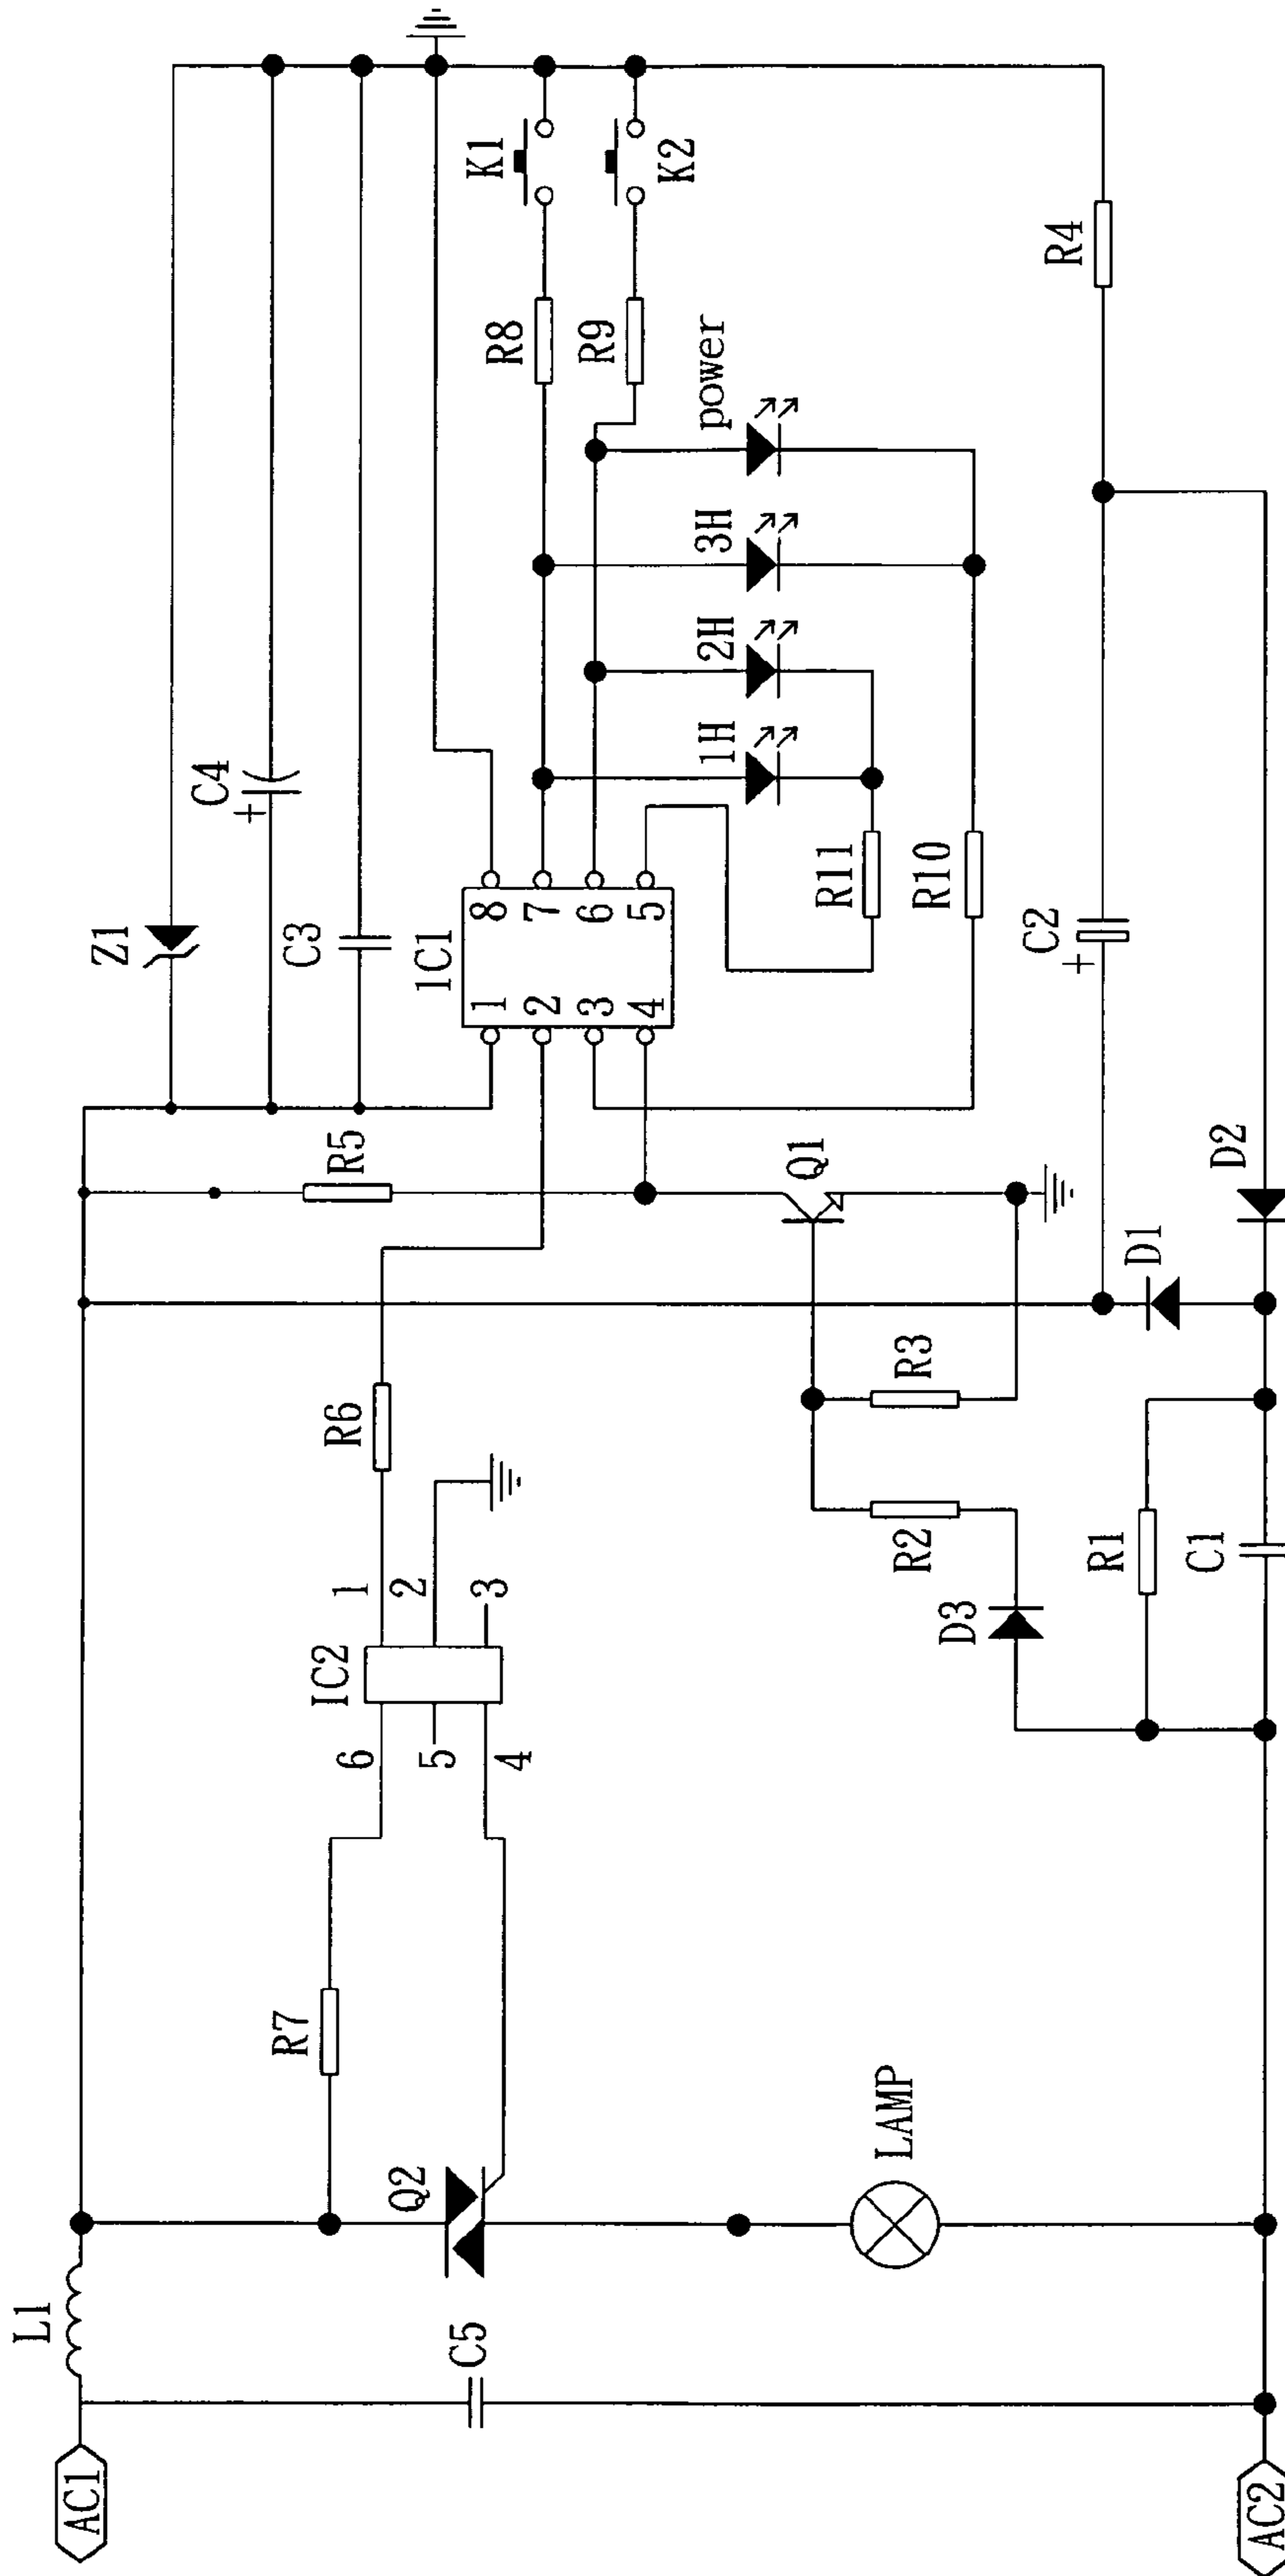 AC1
L1
C5
AC2
Q2
R7
LAMP
IC2
6
5
4
1
2
3
R6
D3
R2
R3
R1
C1
Q1
D1
D2
R5
Z1
C4
+
C3
1C1
1
2
3
4
8
7
6
5
R11
R10
1H
2H
3H
power
C2
+
R8
R9
K1
K2
R4